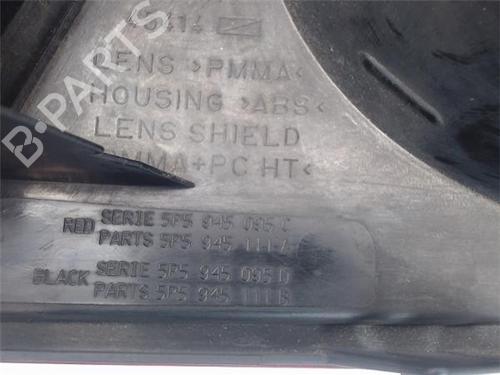 LENS >PMMA<
HOUSING >ABS<
LENS SHIELD
PMMA+PC HT<
RED SERIE 5P5 945 095 C
PARTS 5P5 945 111 A
BLACK SERIE 5P5 945 095 D
PARTS 5P5 945 111 B
B-PARTS